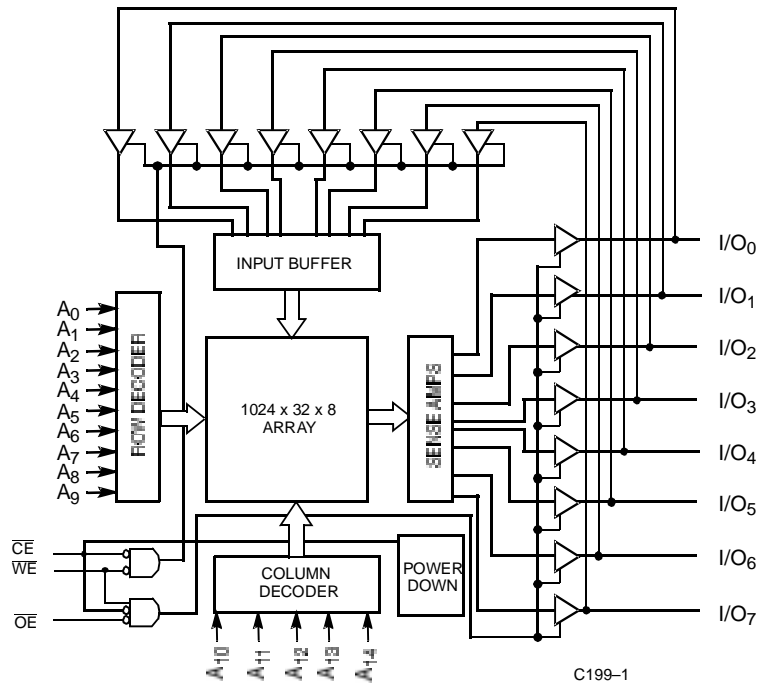 INPUT BUFFER
I/O0
I/O1
I/O2
I/O3
I/O4
I/O5
I/O6
I/O7
A0
A1
A2
A3
A4
A5
A6
A7
A8
A9
ROW DECODER
1024 x 32 x 8
ARRAY
SENSE AMPS
CE
WE
OE
COLUMN
DECODER
POWER
DOWN
A10
A11
A12
A13
A14
C199–1